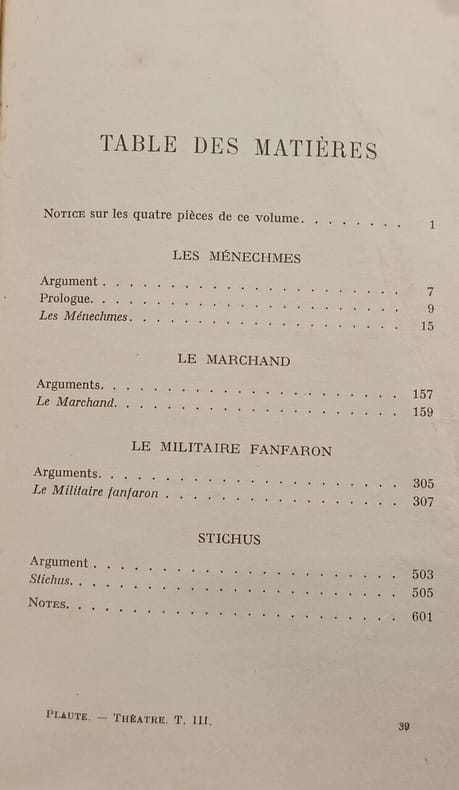 TABLE DES MATIÈRES
NOTICE sur les quatre pièces de ce volume. . . . . . . . 1
LES MÉNECHMES
Argument . . . . . . . . . . . . . . . . . 7
Prologue. . . . . . . . . . . . . . . . . . 9
Les Ménechmes. . . . . . . . . . . . . . . . 15
LE MARCHAND
Arguments. . . . . . . . . . . . . . . . . 157
Le Marchand. . . . . . . . . . . . . . . . . 159
LE MILITAIRE FANFARON
Arguments. . . . . . . . . . . . . . . . . 305
Le Militaire fanfaron . . . . . . . . . . . . . . 307
STICHUS
Argument . . . . . . . . . . . . . . . . . 503
Stichus. . . . . . . . . . . . . . . . . . . 505
NOTES. . . . . . . . . . . . . . . . . . . 601
PLAUTE. — THÉATRE. T. III. 39